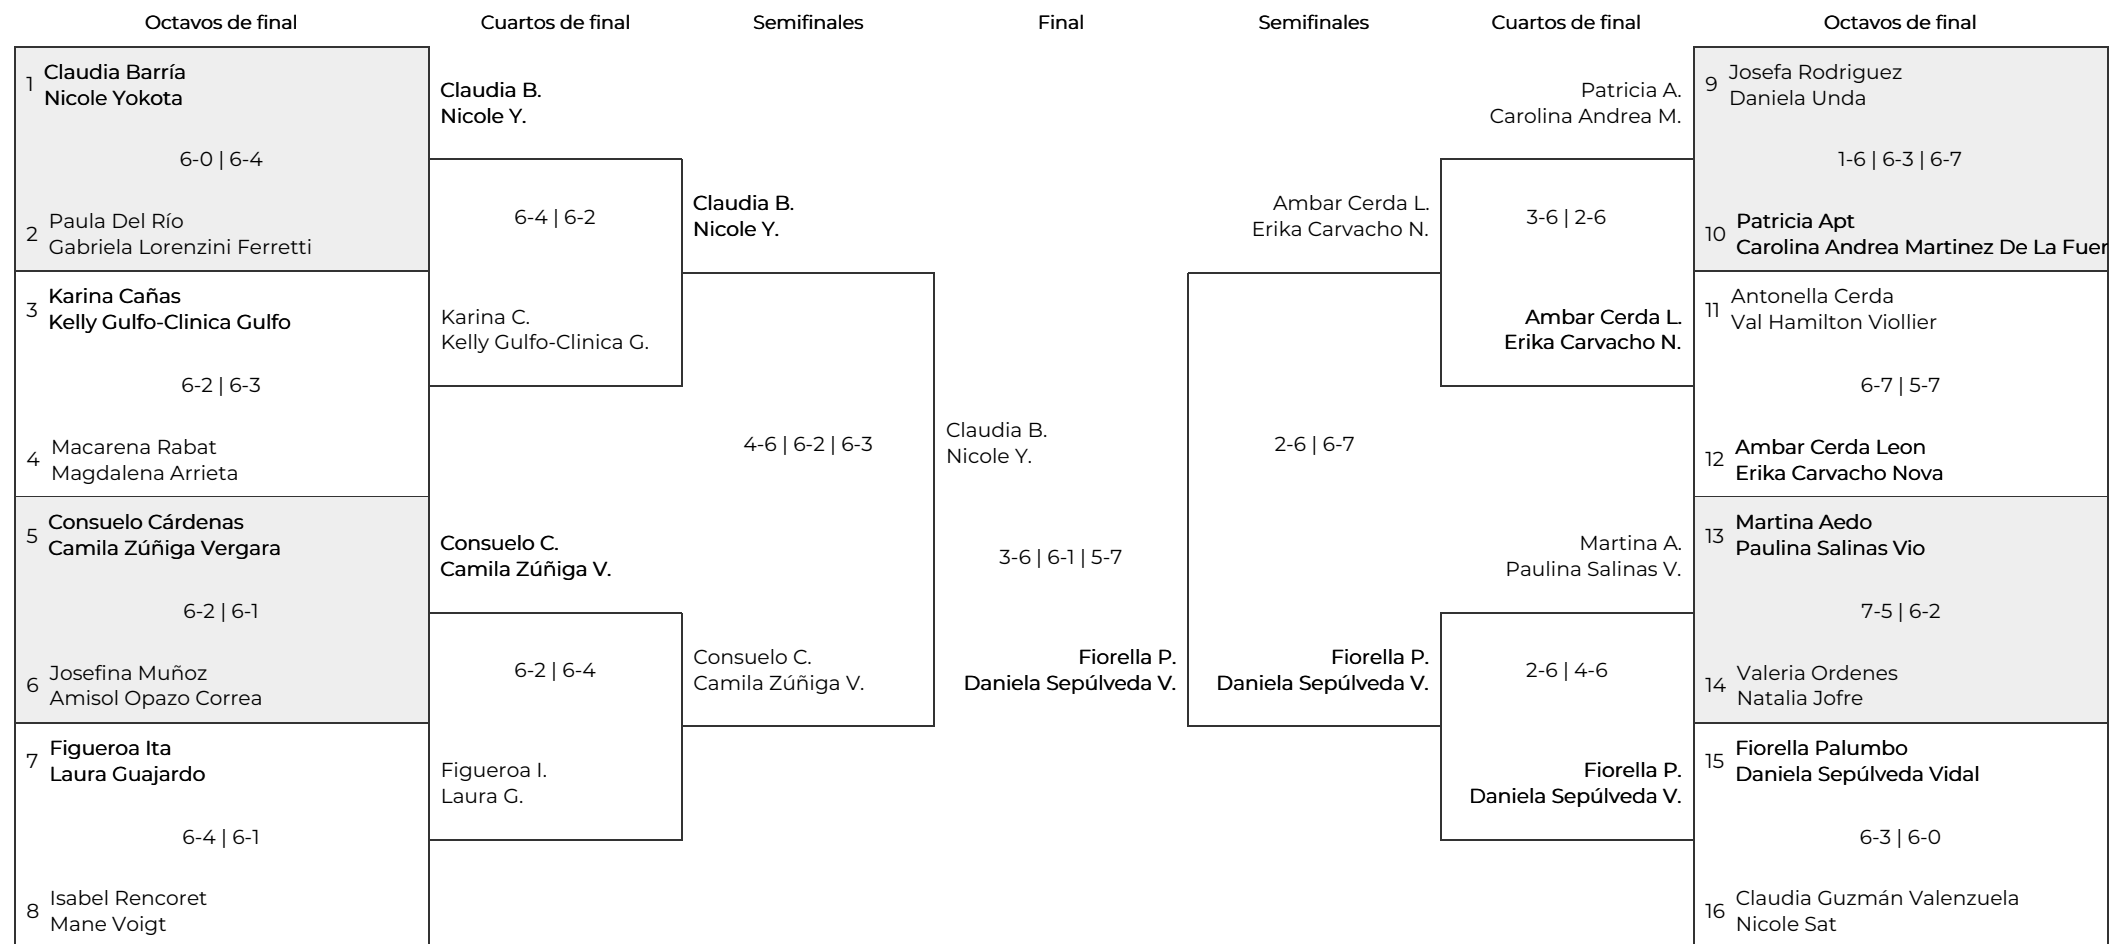 Octavos de final
Cuartos de final
Semifinales
Final
Semifinales
Cuartos de final
Octavos de final
1
Claudia Barría
Nicole Yokota
6-0 | 6-4
2
Paula Del Río
Gabriela Lorenzini Ferretti
3
Karina Cañas
Kelly Gulfo-Clinica Gulfo
6-2 | 6-3
4
Macarena Rabat
Magdalena Arrieta
5
Consuelo Cárdenas
Camila Zúñiga Vergara
6-2 | 6-1
6
Josefina Muñoz
Amisol Opazo Correa
7
Figueroa Ita
Laura Guajardo
6-4 | 6-1
8
Isabel Rencoret
Mane Voigt
Claudia B.
Nicole Y.
6-4 | 6-2
Karina C.
Kelly Gulfo-Clinica G.
Consuelo C.
Camila Zúñiga V.
6-2 | 6-4
Figueroa I.
Laura G.
Claudia B.
Nicole Y.
4-6 | 6-2 | 6-3
Consuelo C.
Camila Zúñiga V.
Claudia B.
Nicole Y.
3-6 | 6-1 | 5-7
Fiorella P.
Daniela Sepúlveda V.
Ambar Cerda L.
Erika Carvacho N.
2-6 | 6-7
Fiorella P.
Daniela Sepúlveda V.
Patricia A.
Carolina Andrea M.
3-6 | 2-6
Ambar Cerda L.
Erika Carvacho N.
Martina A.
Paulina Salinas V.
2-6 | 4-6
Fiorella P.
Daniela Sepúlveda V.
9
Josefa Rodriguez
Daniela Unda
1-6 | 6-3 | 6-7
10
Patricia Apt
Carolina Andrea Martinez De La Fuer
11
Antonella Cerda
Val Hamilton Viollier
6-7 | 5-7
12
Ambar Cerda Leon
Erika Carvacho Nova
13
Martina Aedo
Paulina Salinas Vio
7-5 | 6-2
14
Valeria Ordenes
Natalia Jofre
15
Fiorella Palumbo
Daniela Sepúlveda Vidal
6-3 | 6-0
16
Claudia Guzmán Valenzuela
Nicole Sat